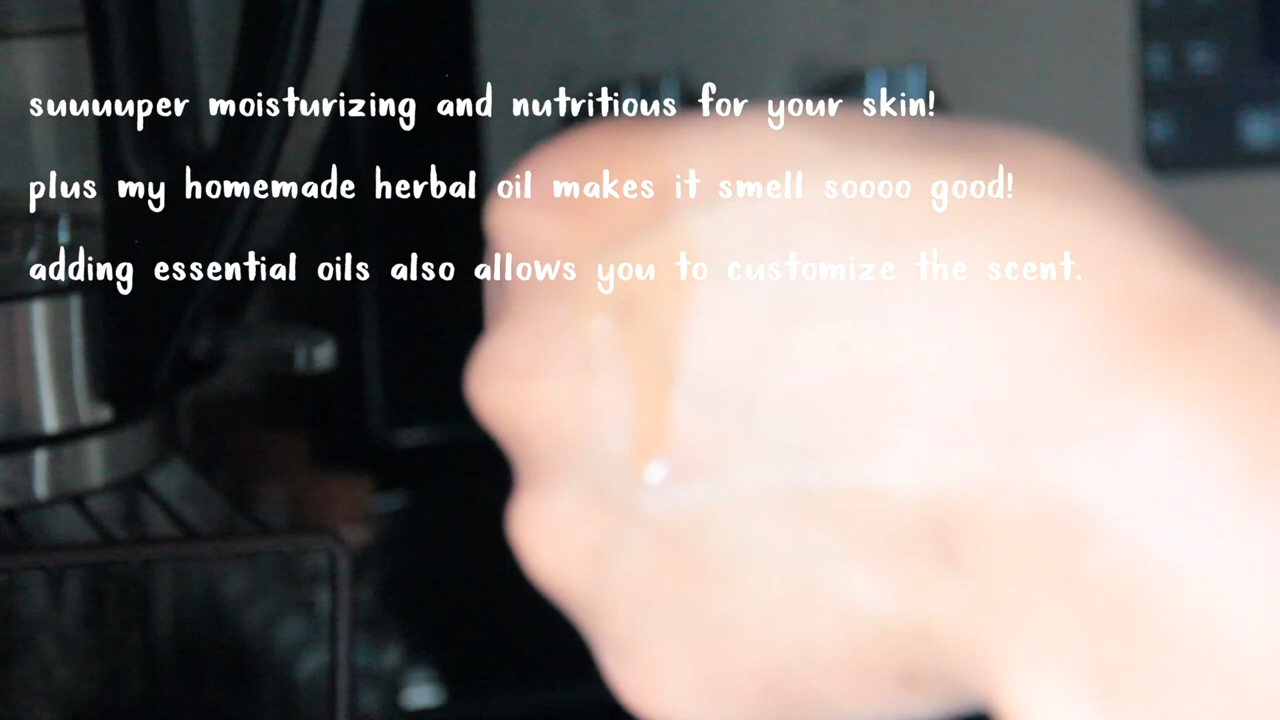 suuuuper moisturizing and nutritious for your skin!
plus my homemade herbal oil makes it smell soooo good!
adding essential oils also allows you to customize the scent.